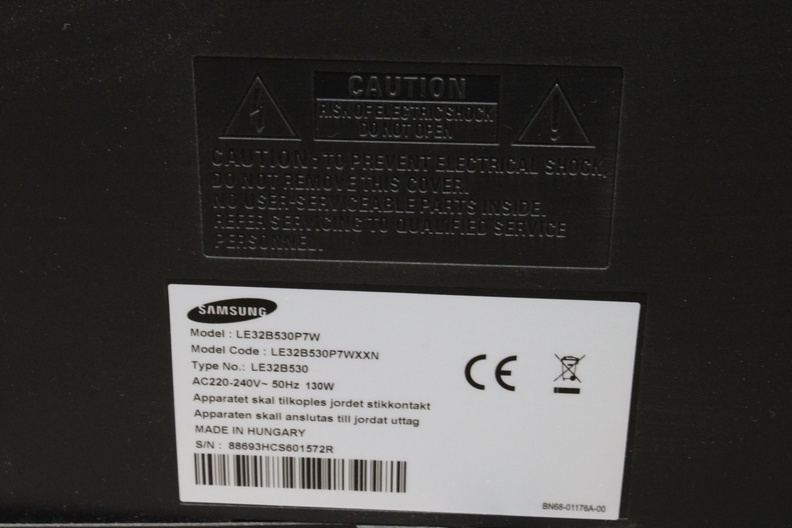 CAUTION
RISK OF ELECTRIC SHOCK
DO NOT OPEN
CAUTION - TO PREVENT ELECTRICAL SHOCK,
DO NOT REMOVE THIS COVER.
NO USER-SERVICEABLE PARTS INSIDE.
REFER SERVICING TO QUALIFIED SERVICE
PERSONNEL.
SAMSUNG
Model : LE32B530P7W
Model Code : LE32B530P7WXXN
Type No.: LE32B530
AC220-240V~ 50Hz 130W
Apparatet skal tilkoples jordet stikkontakt
Apparaten skall anslutas till jordat uttag
MADE IN HUNGARY
S/N : 88693HCS601572R
CE
BN68-01176A-00